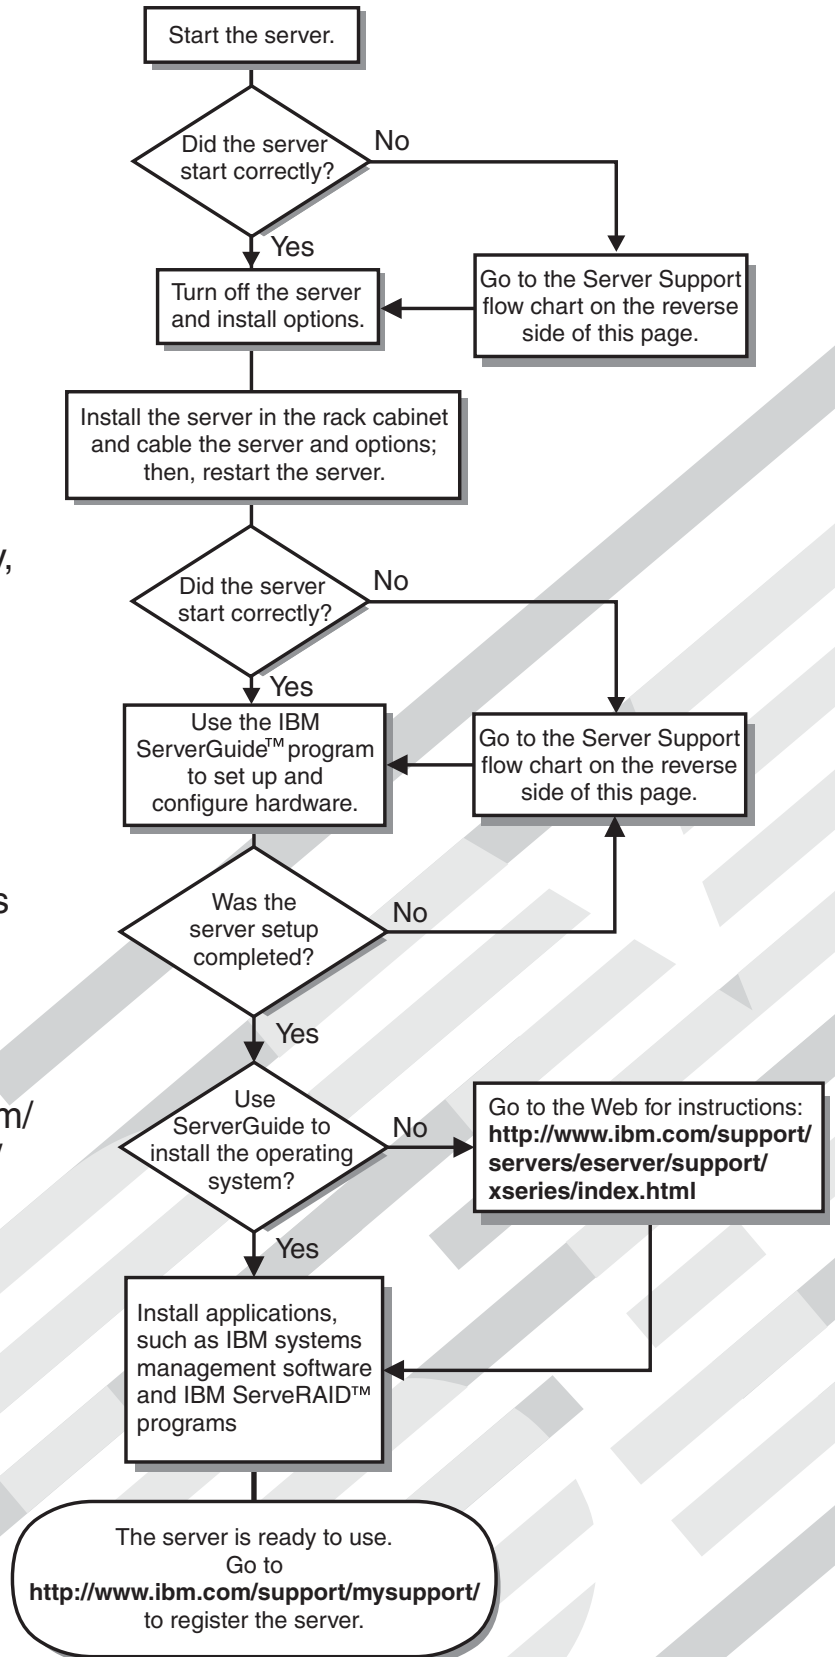 Start the server.
Did the server
start correctly?
No
Yes
Turn off the server
and install options.
Go to the Server Support
flow chart on the reverse
side of this page.
Install the server in the rack cabinet
and cable the server and options;
then, restart the server.
y,
Did the server
start correctly?
No
Yes
Use the IBM
ServerGuide™ program
to set up and
configure hardware.
Go to the Server Support
flow chart on the reverse
side of this page.
s
Was the
server setup
completed?
No
Yes
m/
Use
ServerGuide to
install the operating
system?
No
Go to the Web for instructions:
http://www.ibm.com/support/
servers/eserver/support/
xseries/index.html
Yes
Install applications,
such as IBM systems
management software
and IBM ServeRAID™
programs
The server is ready to use.
Go to
http://www.ibm.com/support/mysupport/
to register the server.